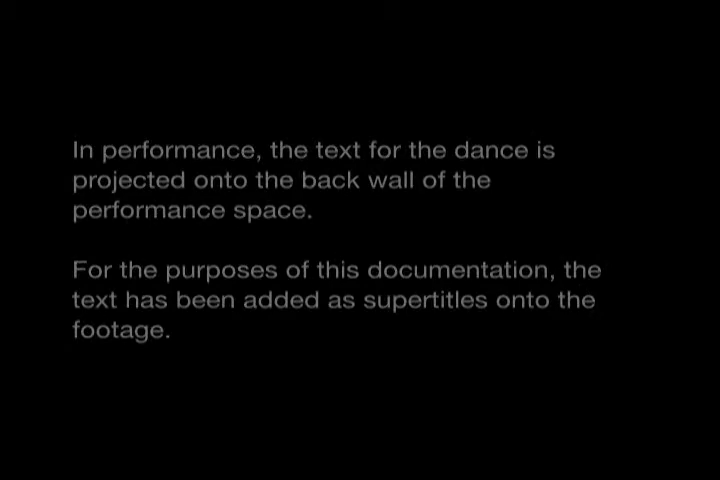 In performance, the text for the dance is
projected onto the back wall of the
performance space.
For the purposes of this documentation, the
text has been added as supertitles onto the
footage.